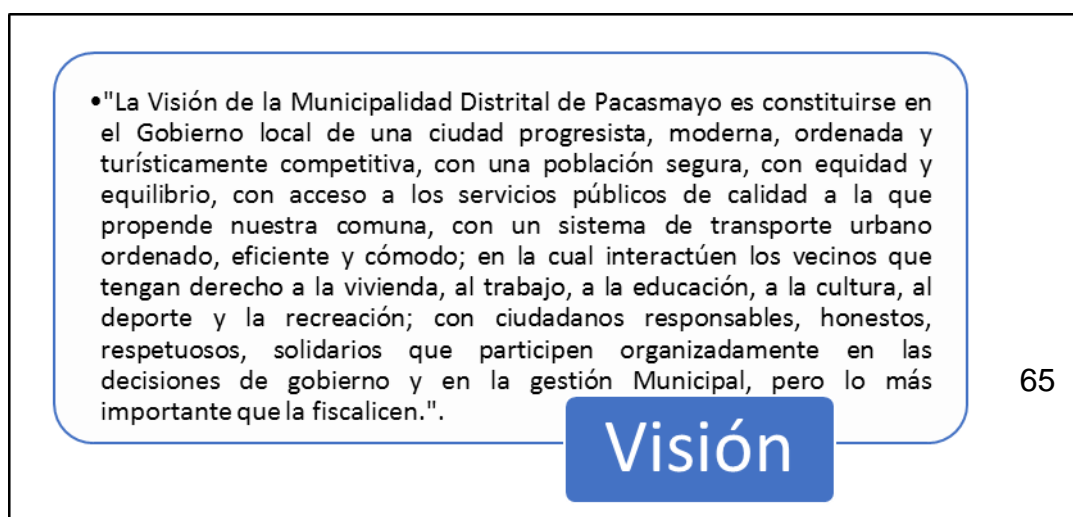 •"La Visión de la Municipalidad Distrital de Pacasmayo es constituirse en
el Gobierno local de una ciudad progresista, moderna, ordenada y
turísticamente competitiva, con una población segura, con equidad y
equilibrio, con acceso a los servicios públicos de calidad a la que
propende nuestra comuna, con un sistema de transporte urbano
ordenado, eficiente y cómodo; en la cual interactúen los vecinos que
tengan derecho a la vivienda, al trabajo, a la educación, a la cultura, al
deporte y la recreación; con ciudadanos responsables, honestos,
respetuosos, solidarios que participen organizadamente en las
decisiones de gobierno y en la gestión Municipal, pero lo más
importante que la fiscalicen.".
65
Visión